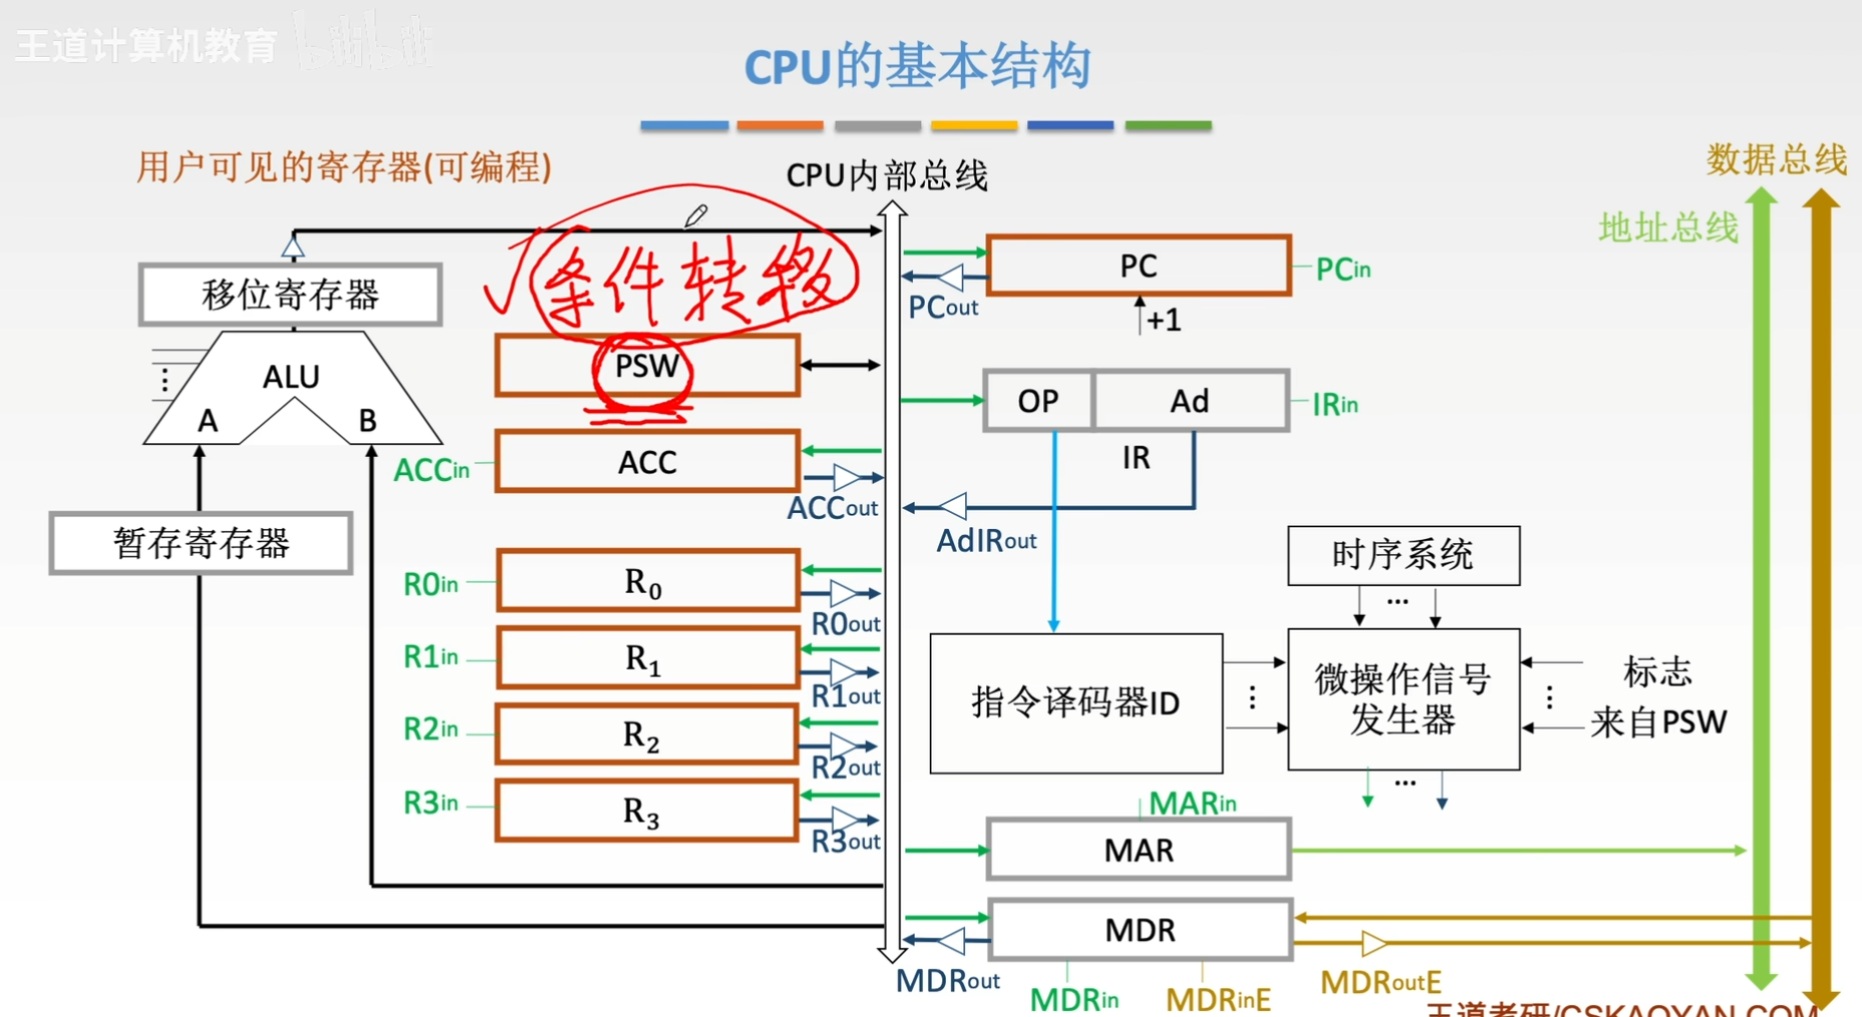 王道计算机教育 bilibili
CPU的基本结构
用户可见的寄存器(可编程)
CPU内部总线
数据总线
地址总线
条件转移
移位寄存器
PC
PCin
PCout
+1
PSW
ALU
A
B
OP
Ad
IRin
IR
ACCin
ACC
ACCout
AdIRout
暂存寄存器
时序系统
...
R0in
R0
R0out
R1in
R1
R1out
指令译码器ID
微操作信号
发生器
标志
来自PSW
R2in
R2
R2out
...
R3in
R3
R3out
MARin
MAR
MDR
MDRout
MDRin
MDRinE
MDRoutE
王道考研/CSKAOYAN.COM